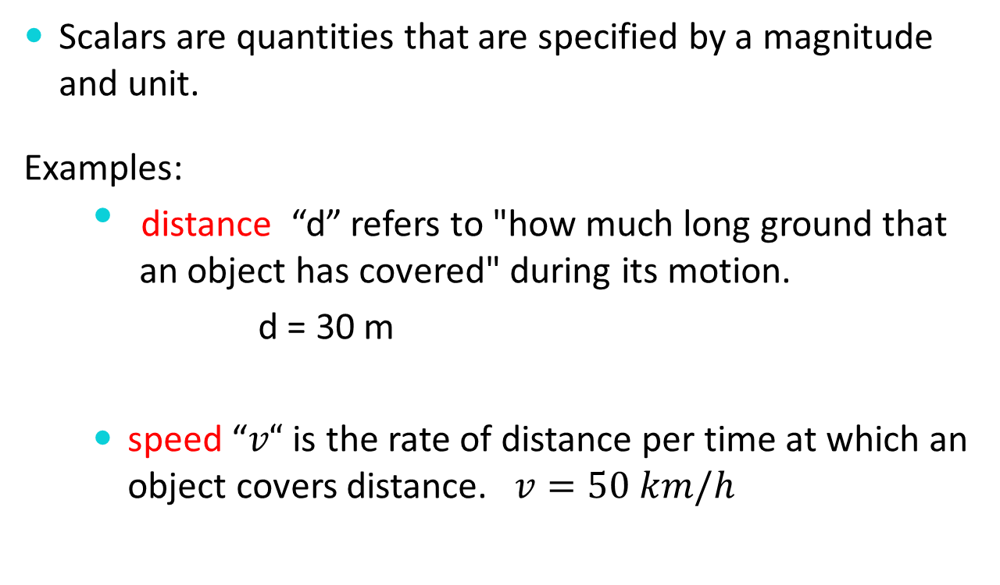 • Scalars are quantities that are specified by a magnitude
and unit.
Examples:
• distance “d” refers to "how much long ground that
an object has covered" during its motion.
d = 30 m
• speed “v“ is the rate of distance per time at which an
object covers distance. v = 50 km/h